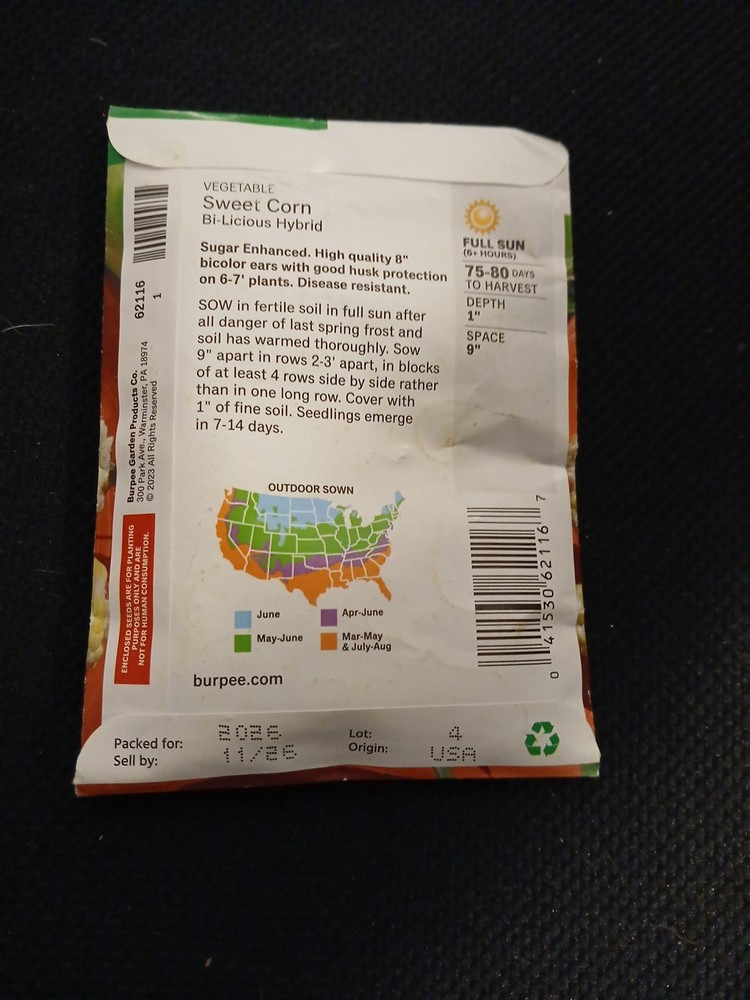 VEGETABLE
Sweet Corn
Bi-Licious Hybrid
Sugar Enhanced. High quality 8"
bicolor ears with good husk protection
on 6-7' plants. Disease resistant.
SOW in fertile soil in full sun after
all danger of last spring frost and
soil has warmed thoroughly. Sow
9" apart in rows 2-3' apart, in blocks
of at least 4 rows side by side rather
than in one long row. Cover with
1" of fine soil. Seedlings emerge
in 7-14 days.
FULL SUN
(6+ HOURS)
75-80 DAYS
TO HARVEST
DEPTH
1"
SPACE
9"
62116
1
Burpee Garden Products Co.
300 Park Ave., Warminster, PA 18974
© 2023 All Rights Reserved
ENCLOSED SEEDS ARE FOR PLANTING
PURPOSES ONLY AND ARE
NOT FOR HUMAN CONSUMPTION.
OUTDOOR SOWN
June
Apr-June
May-June
Mar-May
& July-Aug
0 41530 62116 7
burpee.com
Packed for: 2026
Sell by: 11/26
Lot: 4
Origin: USA